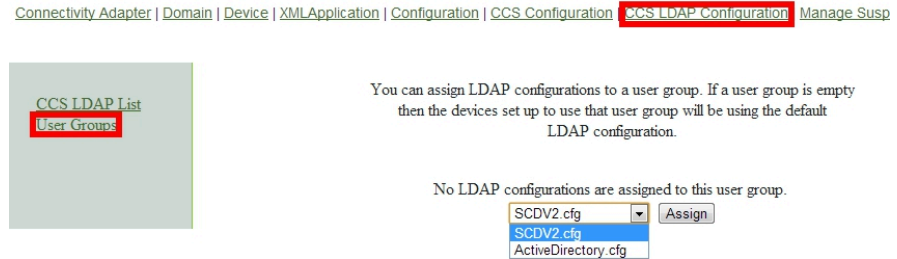 Connectivity Adapter | Domain | Device | XMLApplication | Configuration | CCS Configuration | CCS LDAP Configuration | Manage Susp
CCS LDAP List
User Groups
You can assign LDAP configurations to a user group. If a user group is empty
then the devices set up to use that user group will be using the default
LDAP configuration.
No LDAP configurations are assigned to this user group.
SCDV2.cfg Assign
SCDV2.cfg
ActiveDirectory.cfg